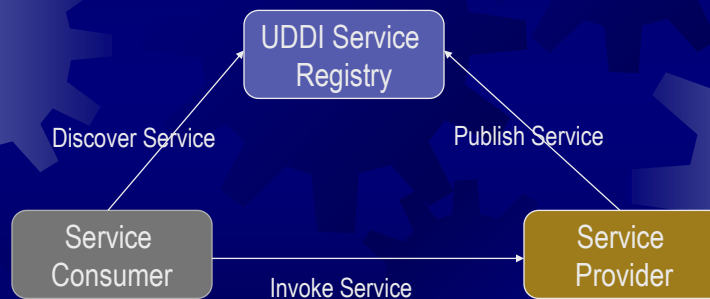 UDDI Service
Registry
Discover Service
Publish Service
Service
Consumer
Service
Provider
Invoke Service